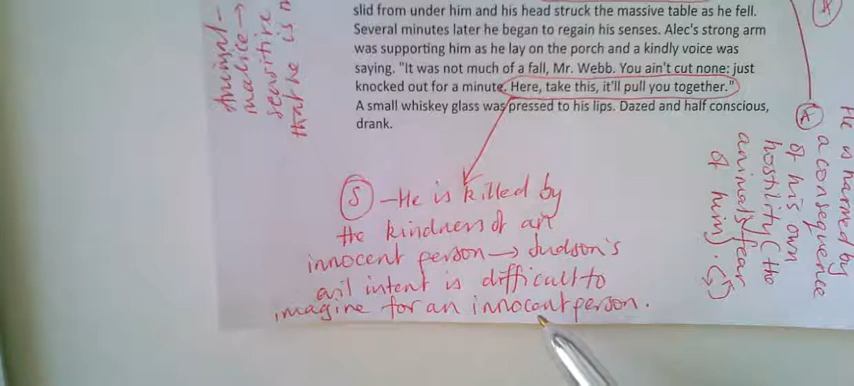 slid from under him and his head struck the massive table as he fell.
Several minutes later he began to regain his senses. Alec's strong arm
was supporting him as he lay on the porch and a kindly voice was
saying. "It was not much of a fall, Mr. Webb. You ain't cut none: just
knocked out for a minute. Here, take this, it'll pull you together."
A small whiskey glass was pressed to his lips. Dazed and half conscious,
drank.
Animal-
malice→
sensitive
that he is
He is harmed by
a consequence
of his own
hostility (the
animal's fear
of him). (S)
(S) -He is killed by
the kindness of an
innocent person → Judson's
evil intent is difficult to
imagine for an innocent person.